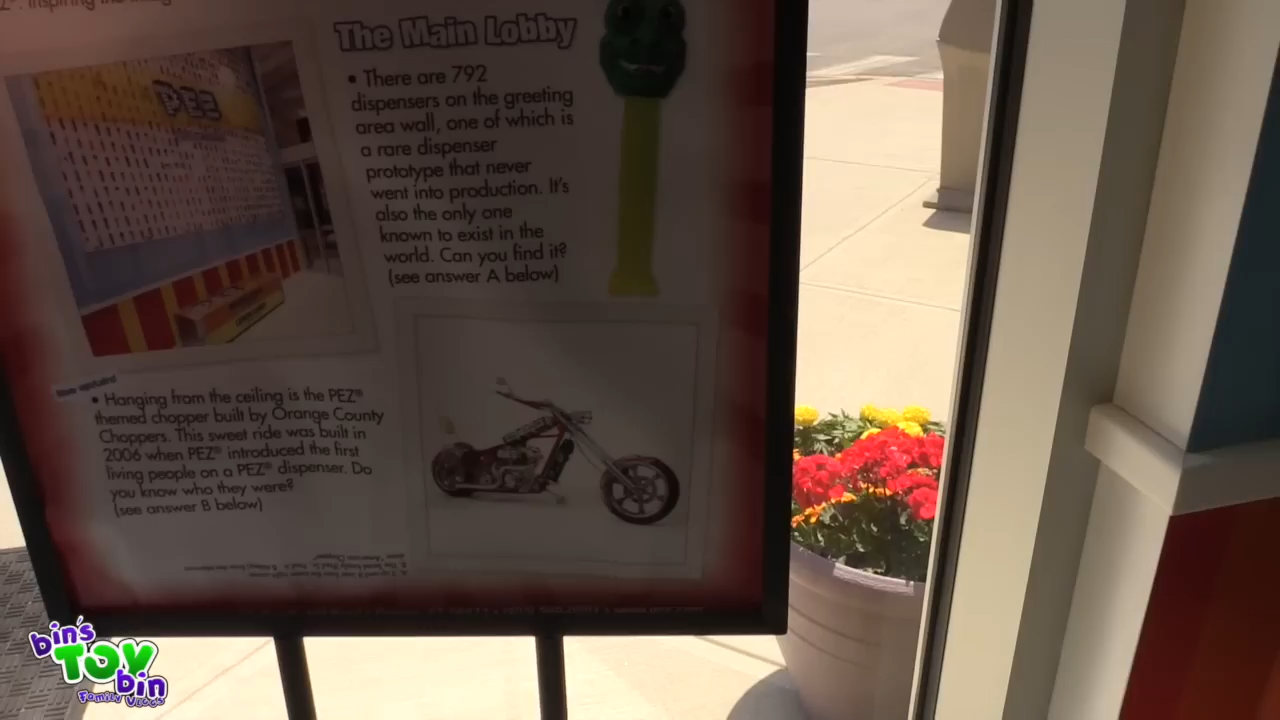 The Main Lobby
PEZ
• There are 792
dispensers on the greeting
area wall, one of which is
a rare dispenser
prototype that never
went into production. It's
also the only one
known to exist in the
world. Can you find it?
(see answer A below)
• Hanging from the ceiling is the PEZ®
themed chopper built by Orange County
Choppers. This sweet ride was built in
2006 when PEZ® introduced the first
living people on a PEZ® dispenser. Do
you know who they were?
(see answer B below)
bin's
TOY
bin
Family Vlogs